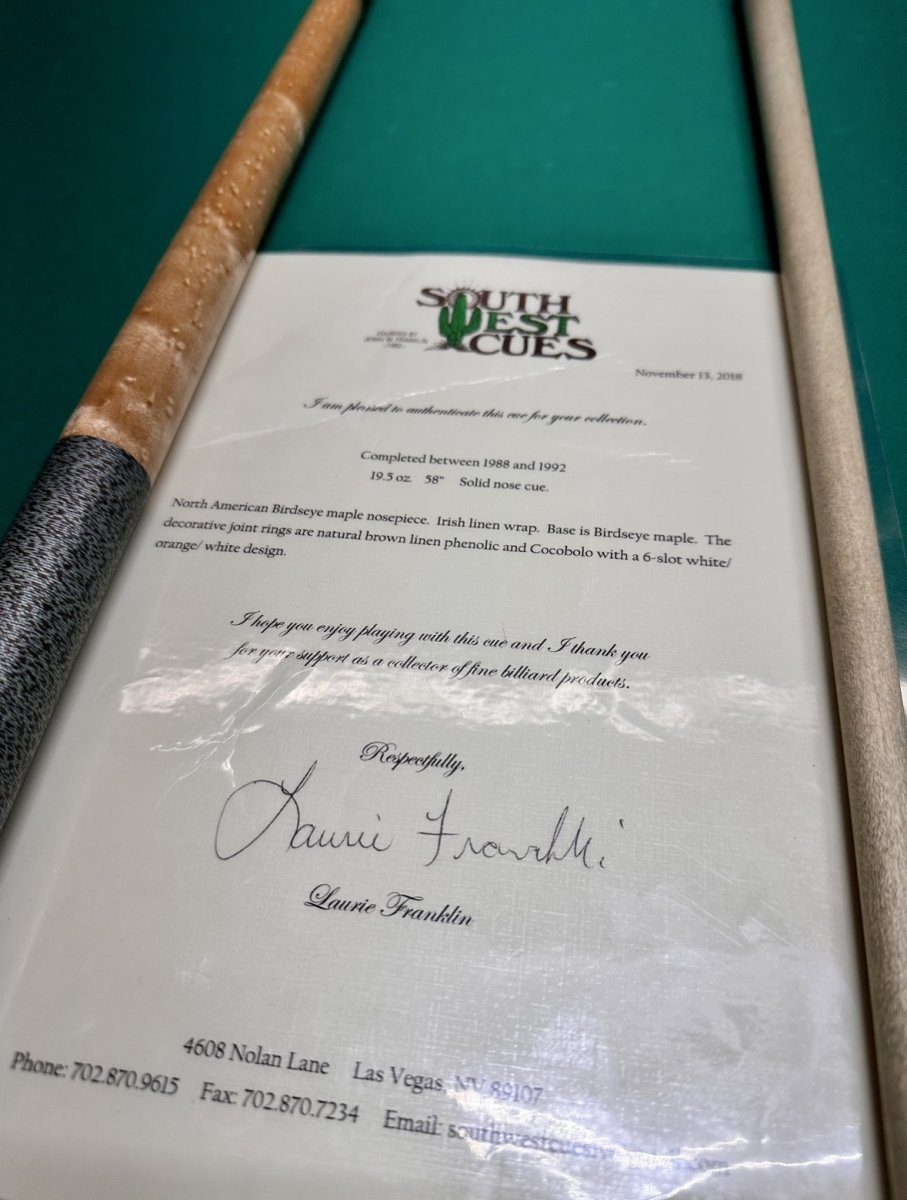 SOUTH
WEST
CUES
FOUNDED BY
JERRY W. FRANKLIN
November 13, 2018
I am pleased to authenticate this cue for your collection.
Completed between 1988 and 1992
19.5 oz. 58" Solid nose cue.
North American Birdseye maple nosepiece. Irish linen wrap. Base is Birdseye maple. The
decorative joint rings are natural brown linen phenolic and Cocobolo with a 6-slot white/
orange/ white design.
I hope you enjoy playing with this cue and I thank you
for your support as a collector of fine billiard products.
Respectfully,
Laurie Franklin
Laurie Franklin
4608 Nolan Lane Las Vegas, NV 89107
Phone: 702.870.9615 Fax: 702.870.7234 Email: